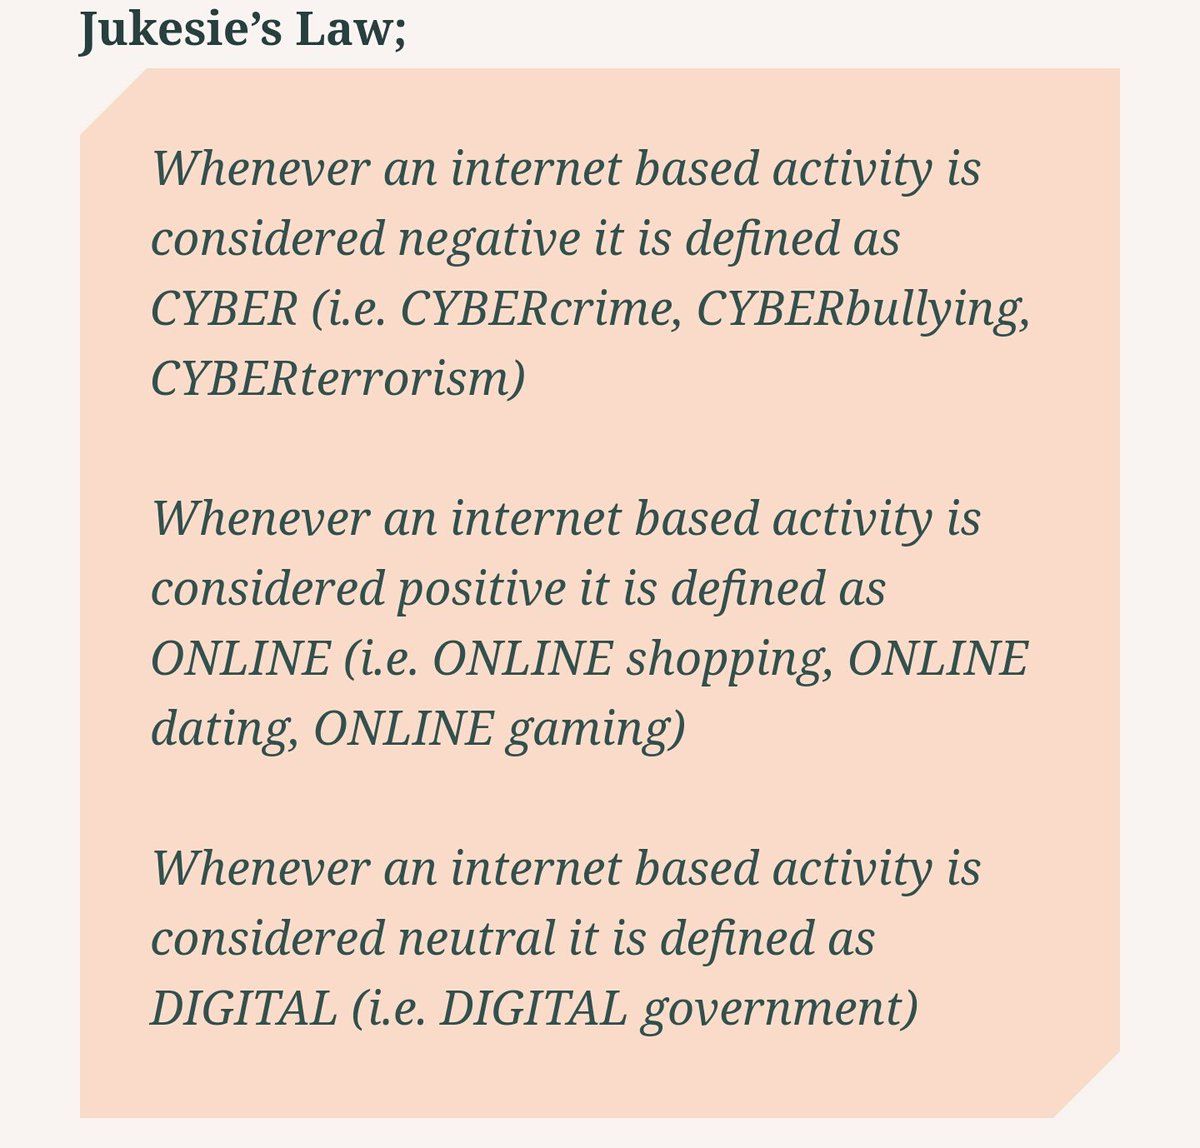 Jukesie’s Law;
Whenever an internet based activity is
considered negative it is defined as
CYBER (i.e. CYBERcrime, CYBERbullying,
CYBERterrorism)
Whenever an internet based activity is
considered positive it is defined as
ONLINE (i.e. ONLINE shopping, ONLINE
dating, ONLINE gaming)
Whenever an internet based activity is
considered neutral it is defined as
DIGITAL (i.e. DIGITAL government)